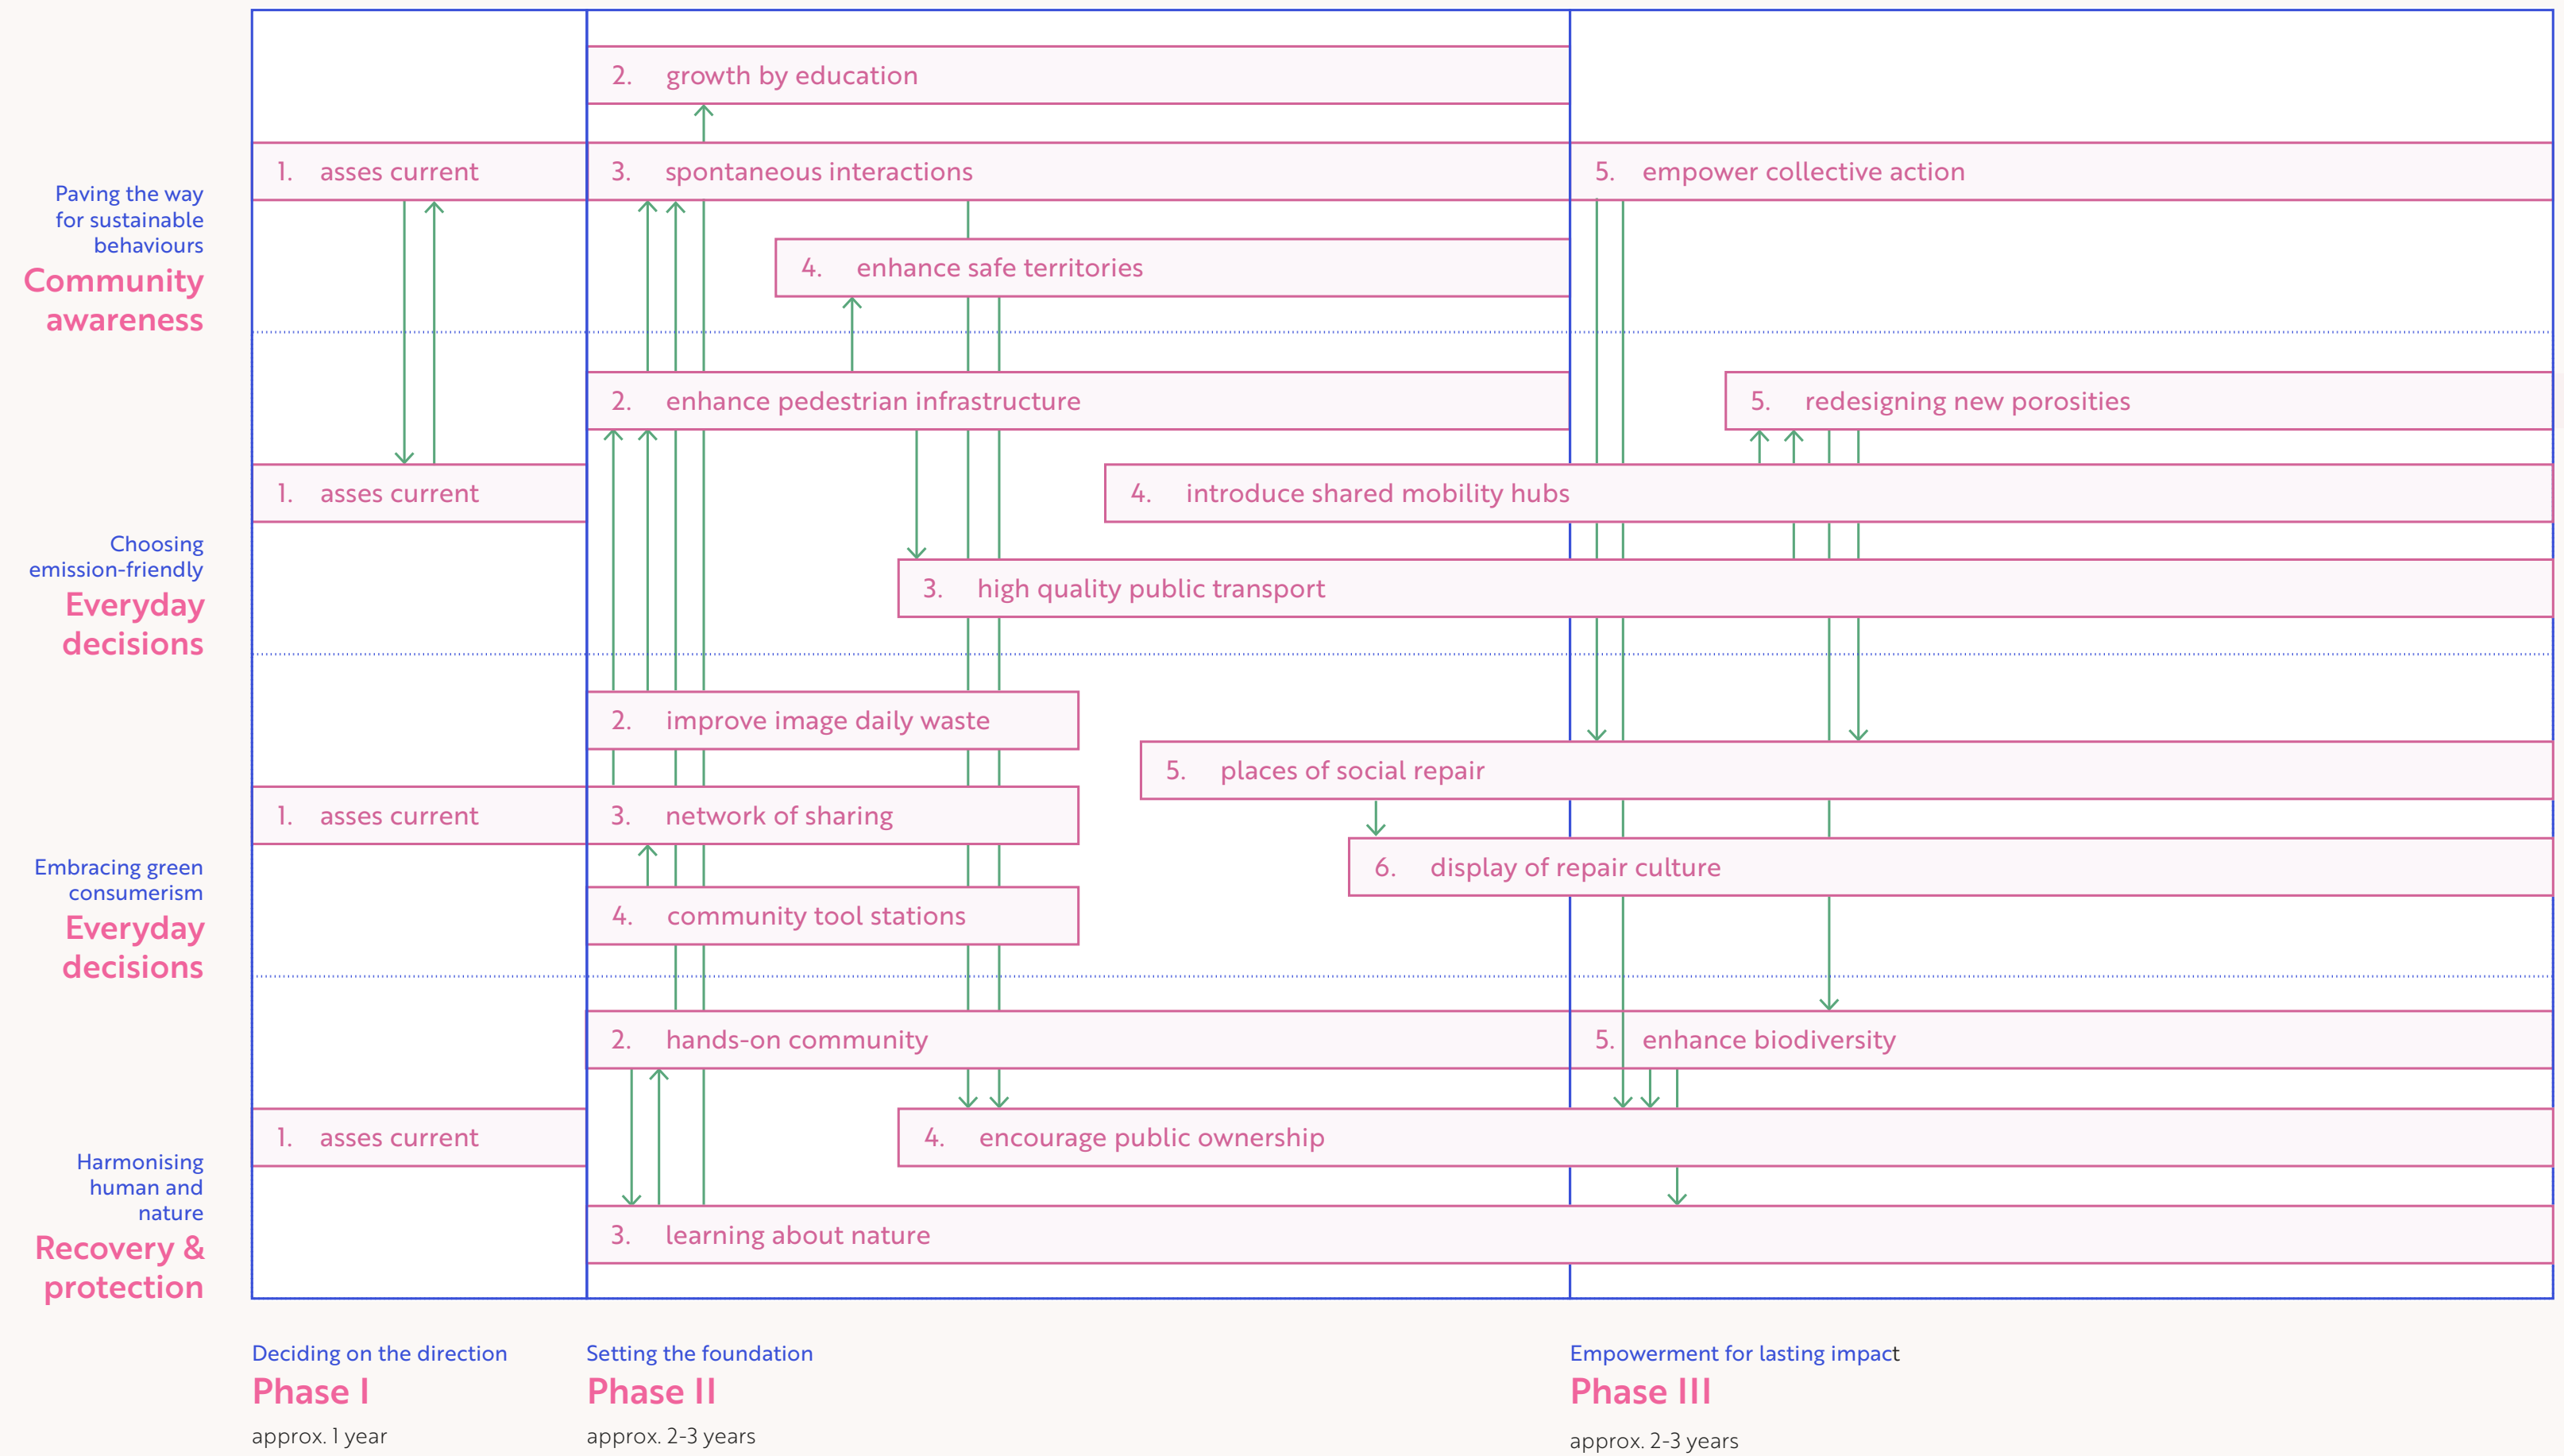 2. growth by education
1. asses current
3. spontaneous interactions
5. empower collective action
Paving the way
for sustainable
behaviours
Community
awareness
4. enhance safe territories
2. enhance pedestrian infrastructure
5. redesigning new porosities
1. asses current
4. introduce shared mobility hubs
Choosing
emission-friendly
Everyday
decisions
3. high quality public transport
2. improve image daily waste
5. places of social repair
1. asses current
3. network of sharing
Embracing green
consumerism
Everyday
decisions
6. display of repair culture
4. community tool stations
2. hands-on community
5. enhance biodiversity
1. asses current
4. encourage public ownership
Harmonising
human and
nature
Recovery &
protection
3. learning about nature
Deciding on the direction
Phase I
approx. 1 year
Setting the foundation
Phase II
approx. 2-3 years
Empowerment for lasting impact
Phase III
approx. 2-3 years